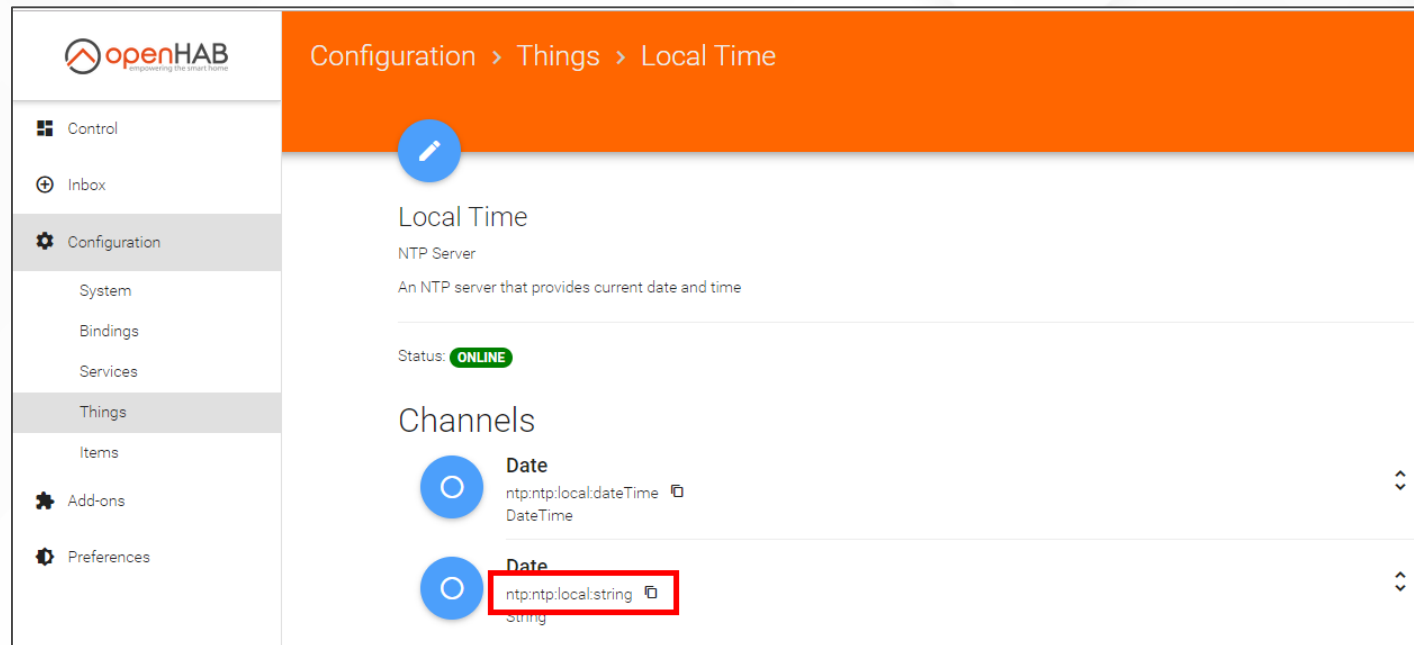 openHAB
empowering the smart home
Configuration > Things > Local Time
Control
Inbox
Configuration
System
Bindings
Services
Things
Items
Add-ons
Preferences
Local Time
NTP Server
An NTP server that provides current date and time
Status: ONLINE
Channels
Date
ntp:ntp:local:dateTime
DateTime
Date
ntp:ntp:local:string
String